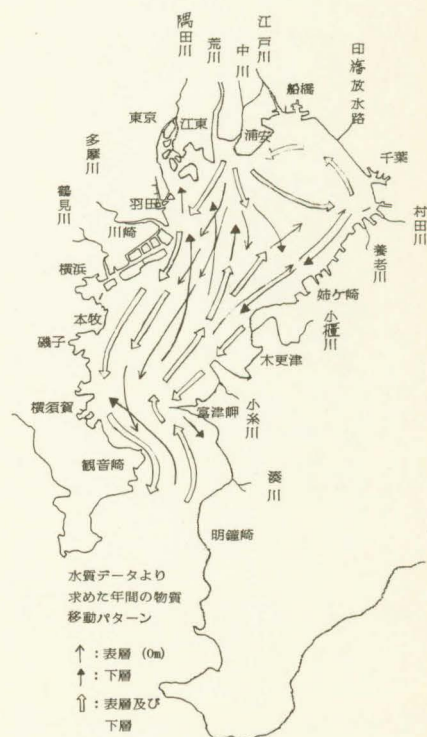 隅田川
荒川
中川
江戸川
船橋
印旛放水路
東京
江東
浦安
千葉
多摩川
羽田
村田川
鶴見川
川崎
養老川
横浜
姉ケ崎
本牧
小櫃川
磯子
木更津
横須賀
富津岬
小糸川
観音崎
湊川
明鐘崎
水質データより
求めた年間の物質
移動パターン
↑：表層 (0m)
↑：下層
⇧：表層及び
下層